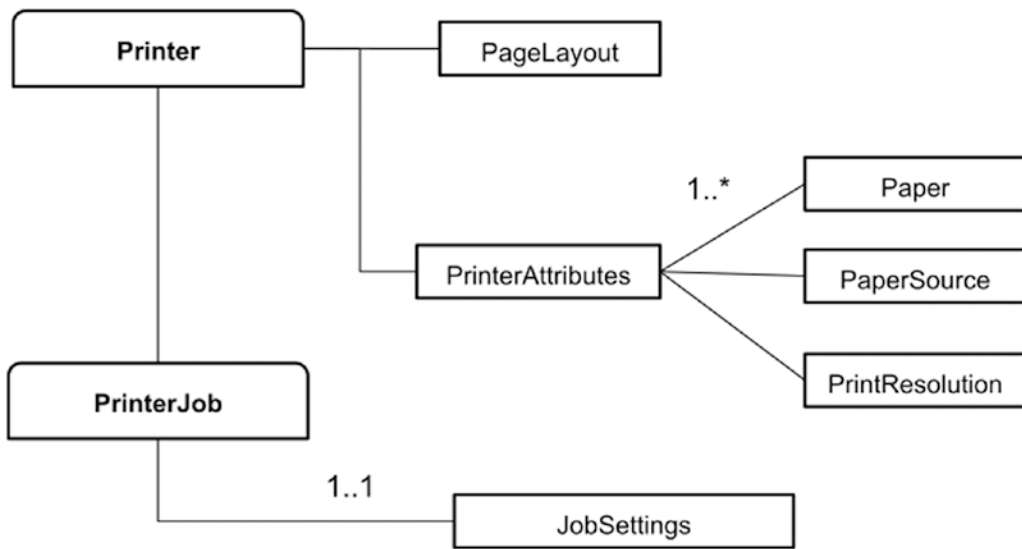 Printer
PageLayout
1..*
Paper
PrinterAttributes
PaperSource
PrintResolution
PrinterJob
1..1
JobSettings